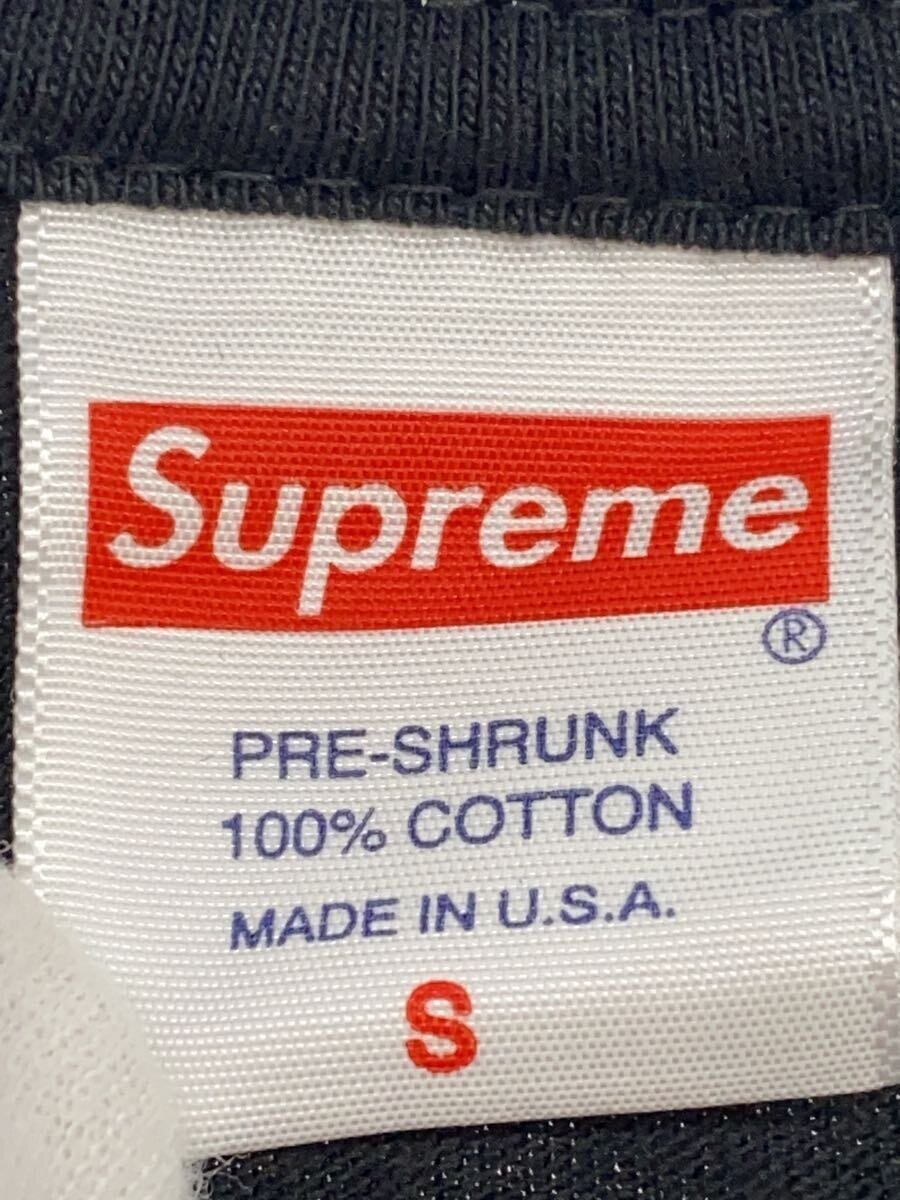 Supreme
®
PRE-SHRUNK
100% COTTON
MADE IN U.S.A.
S